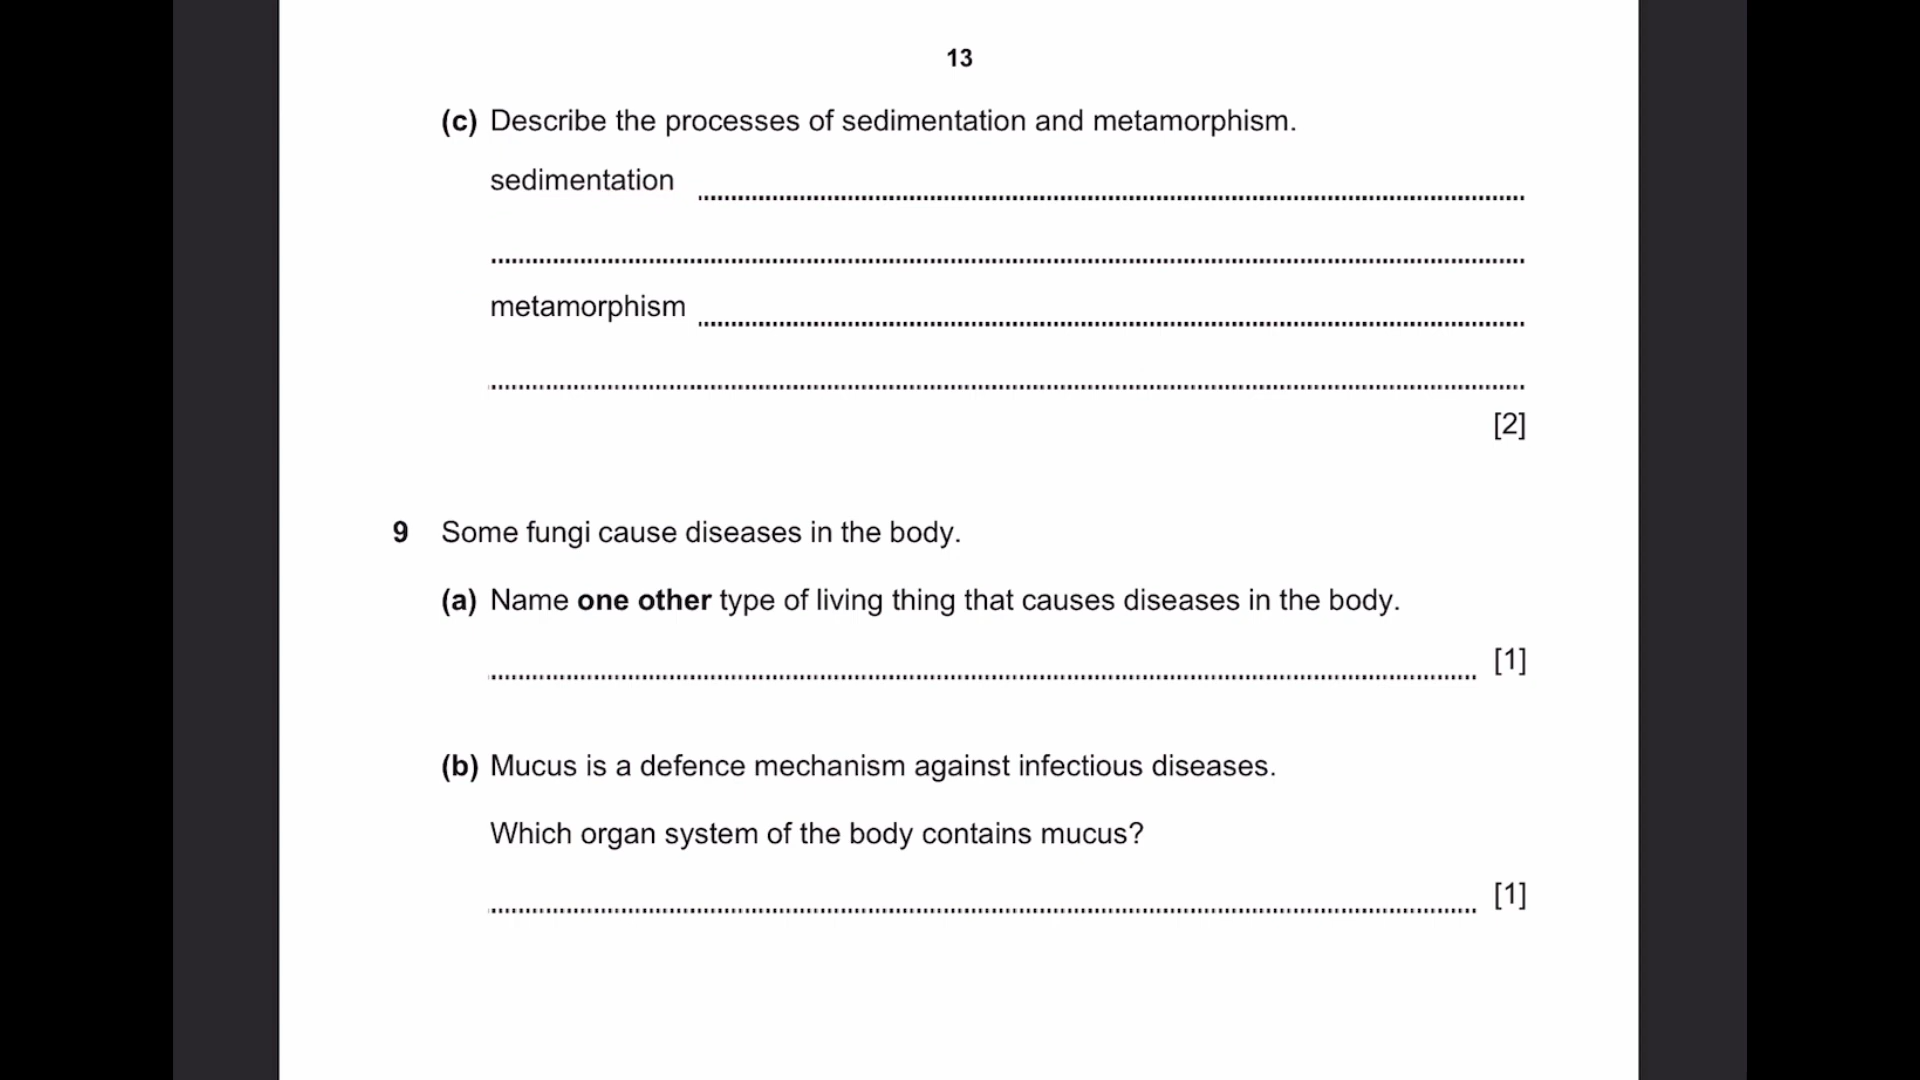 13
(c) Describe the processes of sedimentation and metamorphism.
sedimentation
metamorphism
[2]
9 Some fungi cause diseases in the body.
(a) Name one other type of living thing that causes diseases in the body.
[1]
(b) Mucus is a defence mechanism against infectious diseases.
Which organ system of the body contains mucus?
[1]